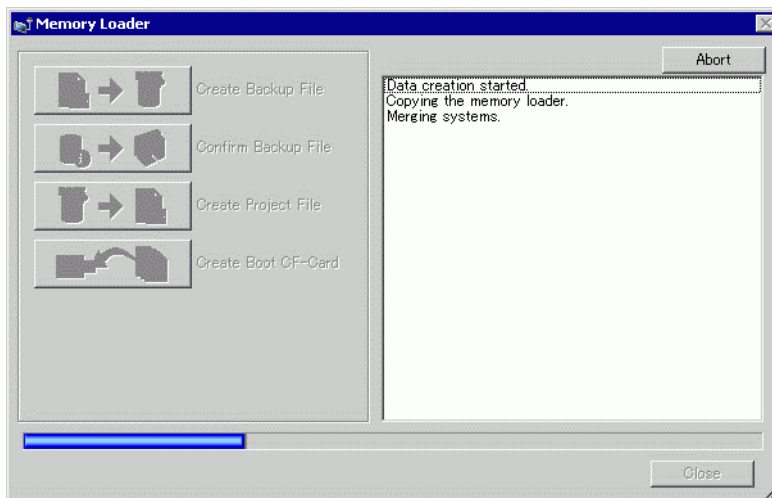 Memory Loader
Abort
Create Backup File
Confirm Backup File
Create Project File
Create Boot CF-Card
Data creation started.
Copying the memory loader.
Merging systems.
Close